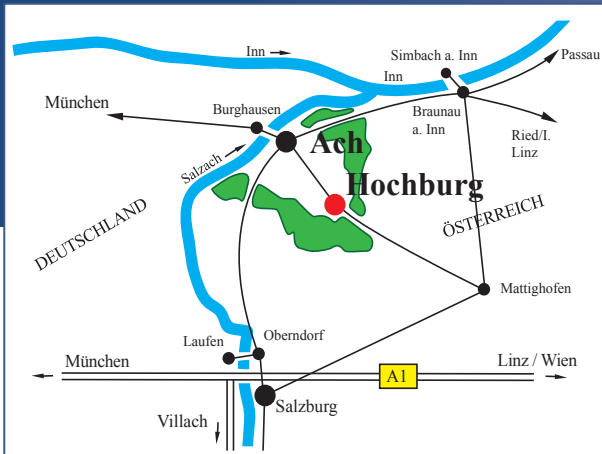 Inn →
Simbach a. Inn
Passau
Inn
München
Burghausen
Braunau
a. Inn
Ach
Ried/I.
Linz
Salzach
Hochburg
DEUTSCHLAND
ÖSTERREICH
Mattighofen
Laufen
Oberndorf
München
Linz / Wien
A1
Salzburg
Villach